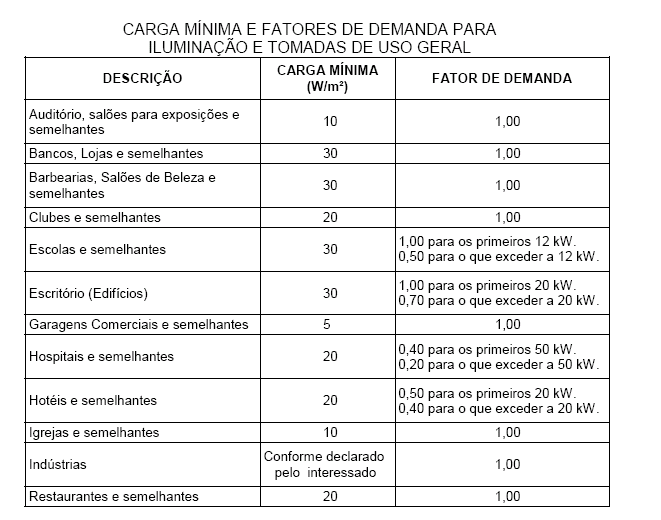 CARGA MÍNIMA E FATORES DE DEMANDA PARA
ILUMINAÇÃO E TOMADAS DE USO GERAL
DESCRIÇÃO
CARGA MÍNIMA
(W/m²)
FATOR DE DEMANDA
Auditório, salões para exposições e
semelhantes
10
1,00
Bancos, Lojas e semelhantes
30
1,00
Barbearias, Salões de Beleza e
semelhantes
30
1,00
Clubes e semelhantes
20
1,00
Escolas e semelhantes
30
1,00 para os primeiros 12 kW.
0,50 para o que exceder a 12 kW.
Escritório (Edifícios)
30
1,00 para os primeiros 20 kW.
0,70 para o que exceder a 20 kW.
Garagens Comerciais e semelhantes
5
1,00
Hospitais e semelhantes
20
0,40 para os primeiros 50 kW.
0,20 para o que exceder a 50 kW.
Hotéis e semelhantes
20
0,50 para os primeiros 20 kW.
0,40 para o que exceder a 20 kW.
Igrejas e semelhantes
10
1,00
Indústrias
Conforme declarado
pelo interessado
1,00
Restaurantes e semelhantes
20
1,00